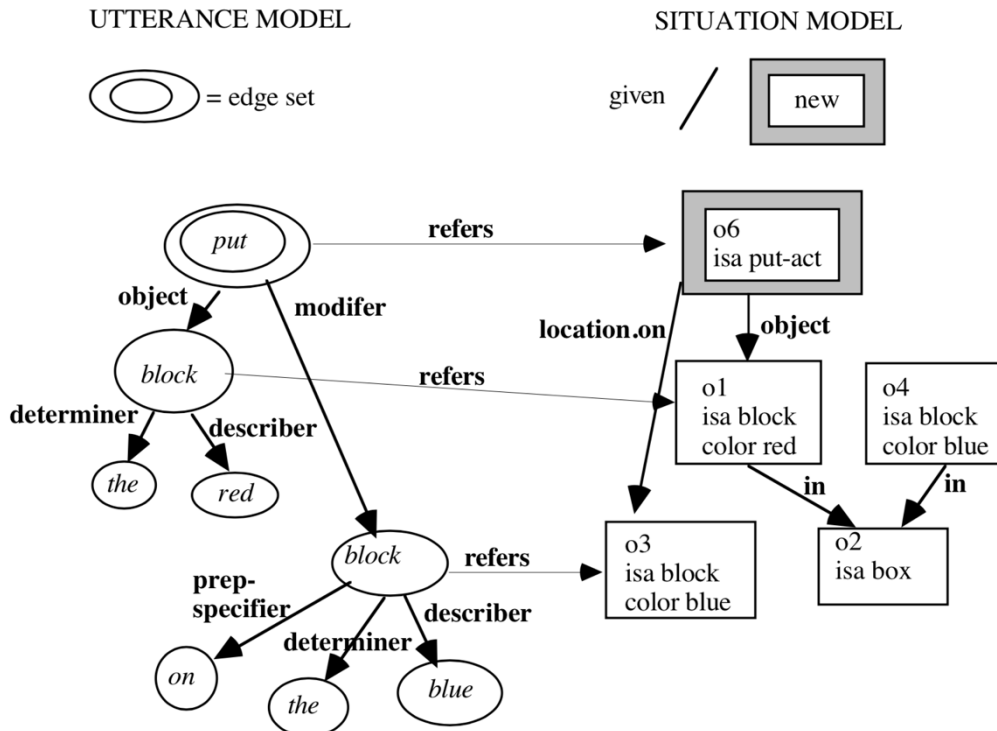 UTTERANCE MODEL
SITUATION MODEL
= edge set
given
new
put
refers
o6
isa put-act
object
modifer
location.on
object
block
refers
o1
isa block
color red
o4
isa block
color blue
determiner
describer
the
red
in
in
block
refers
o3
isa block
color blue
o2
isa box
prep-
specifier
determiner
describer
on
the
blue